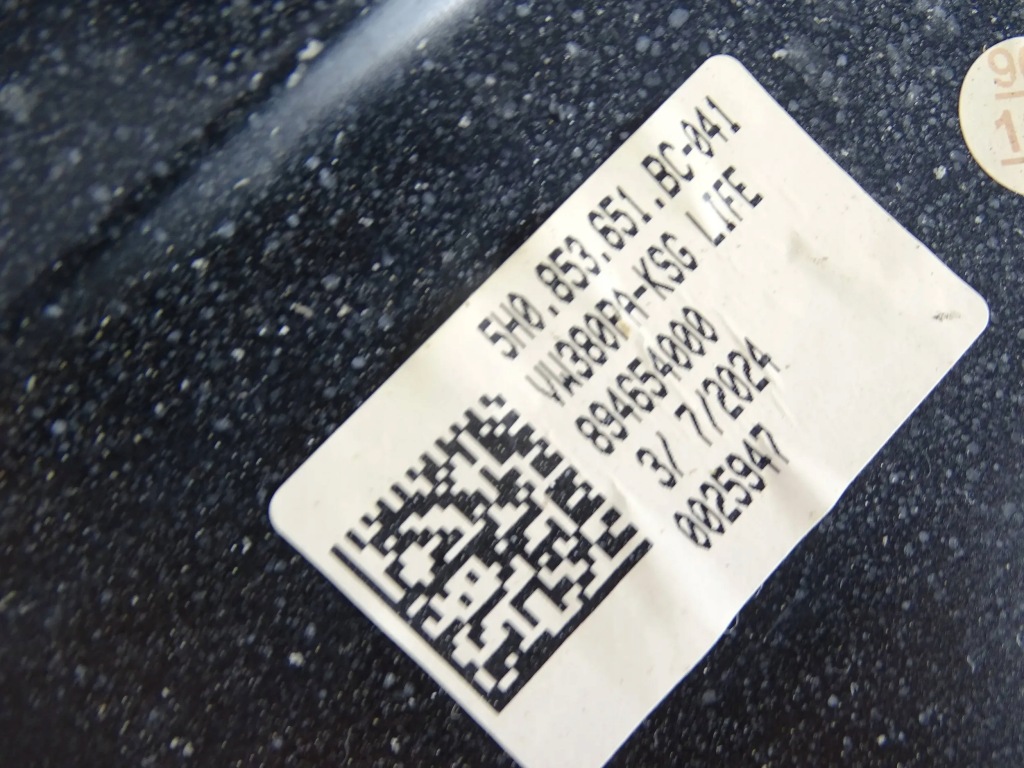 5H0.853.651.BC-041
VW380PA-KSG LIFE
894654000
3/ 7/2024
0025947